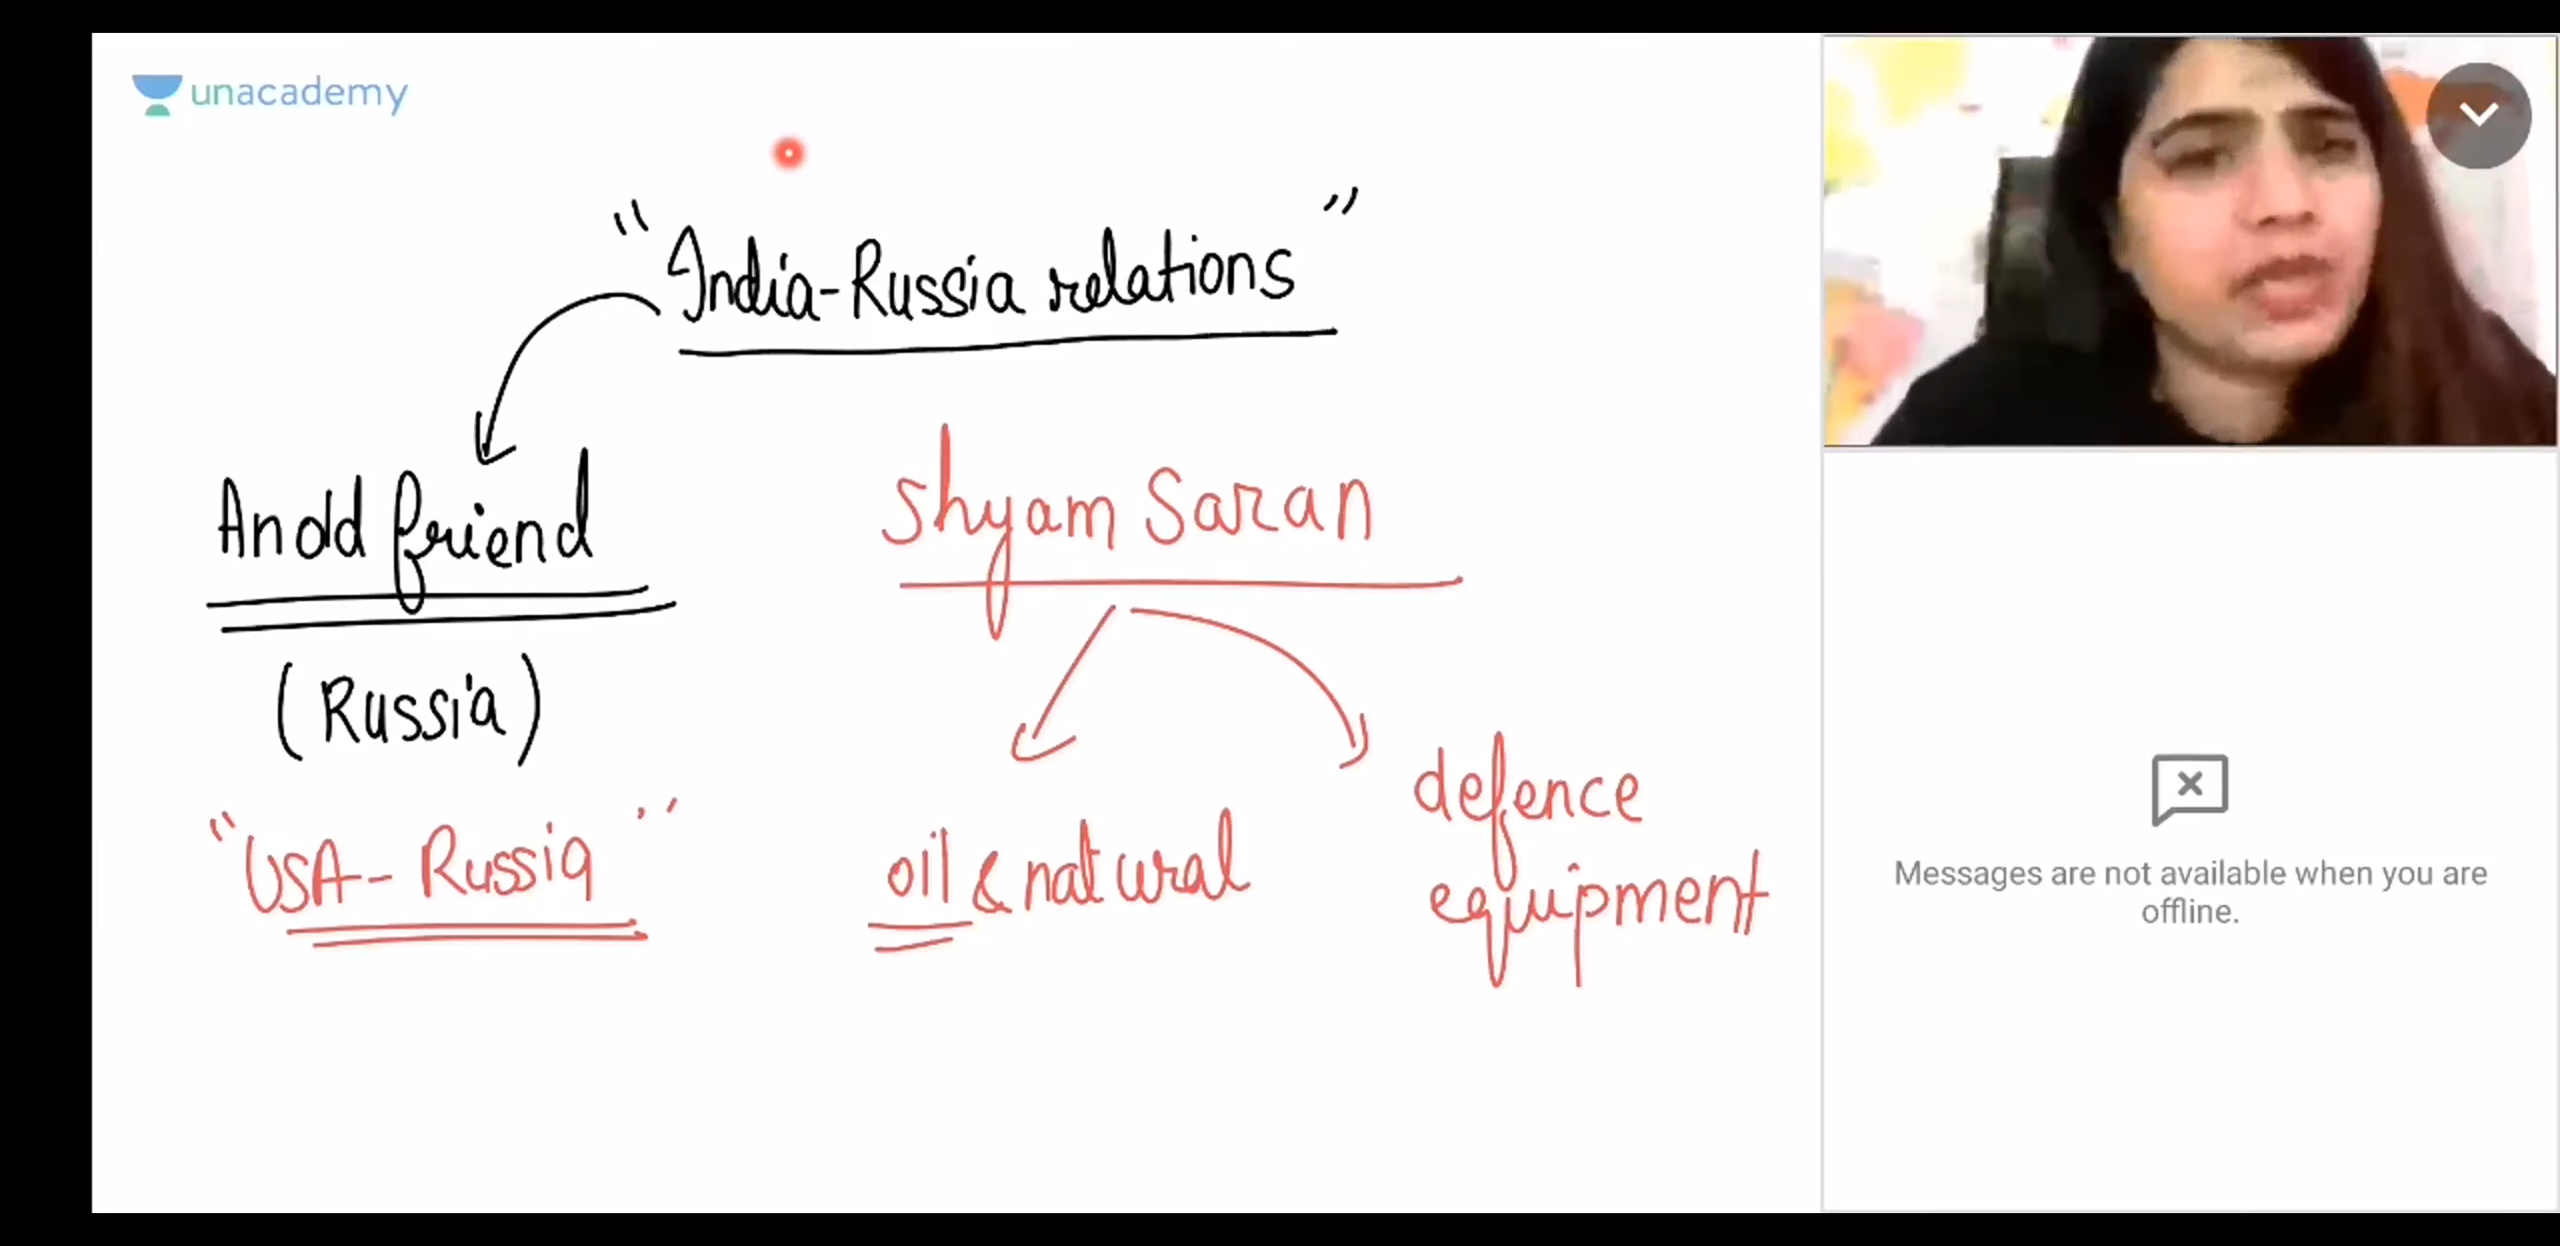 unacademy
"India-Russia relations"
An old friend
(Russia)
"USA-Russia"
Shyam Saran
oil & natural
defence
equipment
Messages are not available when you are
offline.